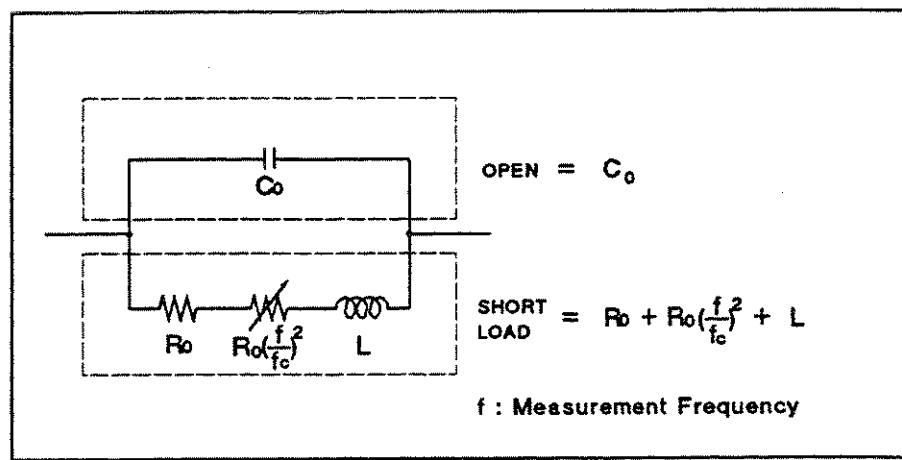 Co
OPEN = C₀
Ro Ro(f/fc)² L
SHORT
LOAD = Ro + Ro(f/fc)² + L
f : Measurement Frequency